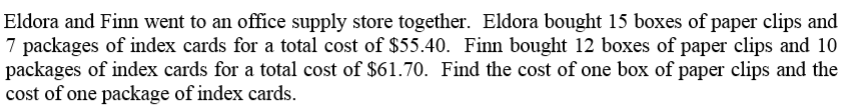 Eldora and Finn went to an office supply store together.  Eldora bought 15 boxes of paper clips and
7 packages of index cards for a total cost of $55.40.  Finn bought 12 boxes of paper clips and 10
packages of index cards for a total cost of $61.70.  Find the cost of one box of paper clips and the
cost of one package of index cards.